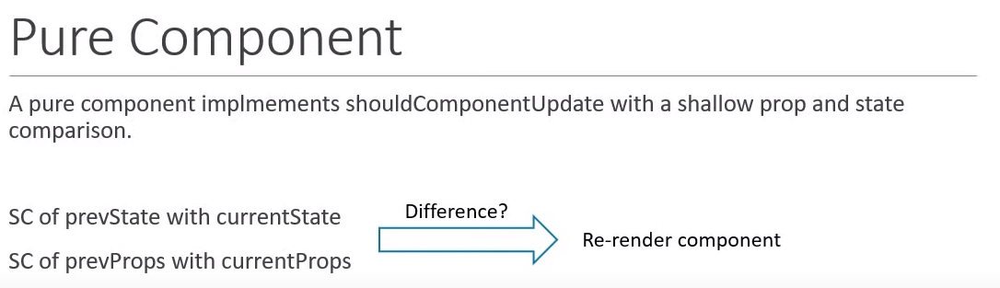 Pure Component
A pure component implmements shouldComponentUpdate with a shallow prop and state
comparison.
SC of prevState with currentState
Difference?
Re-render component
SC of prevProps with currentProps